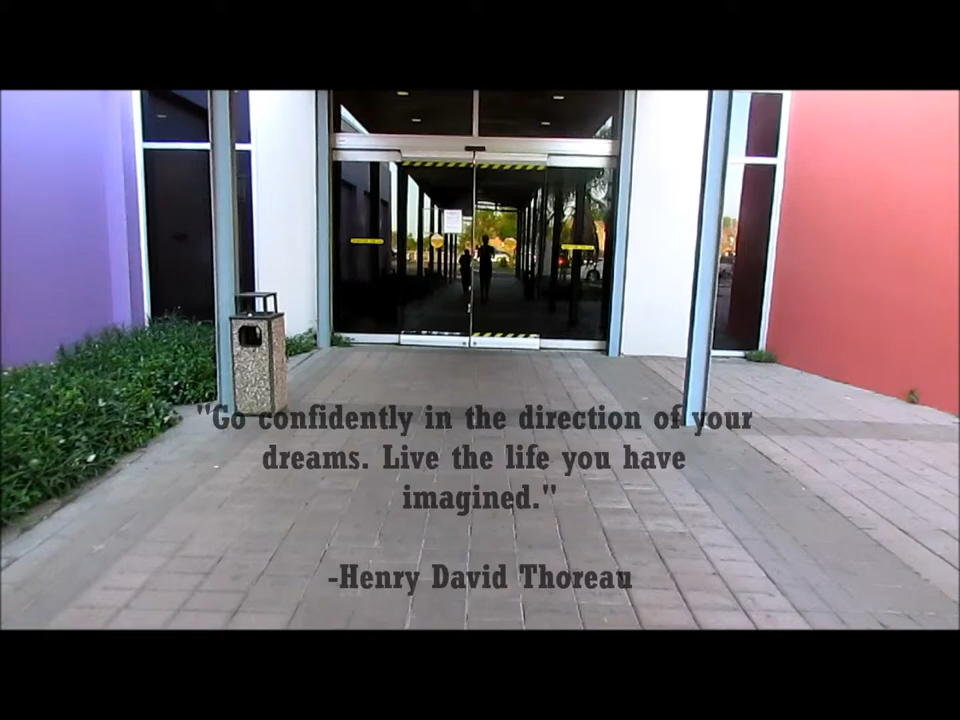 "Go confidently in the direction of your
dreams. Live the life you have
imagined."
-Henry David Thoreau